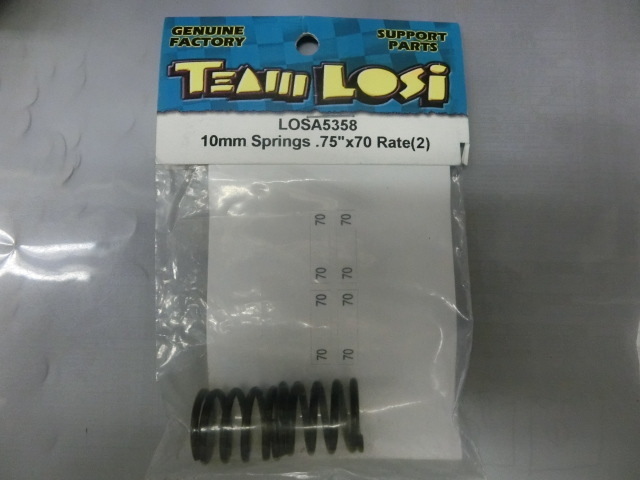 GENUINE FACTORY
SUPPORT PARTS
TEAM LOSI
LOSA5358
10mm Springs .75"x70 Rate(2)
70 70
70 70
70 70
70 70